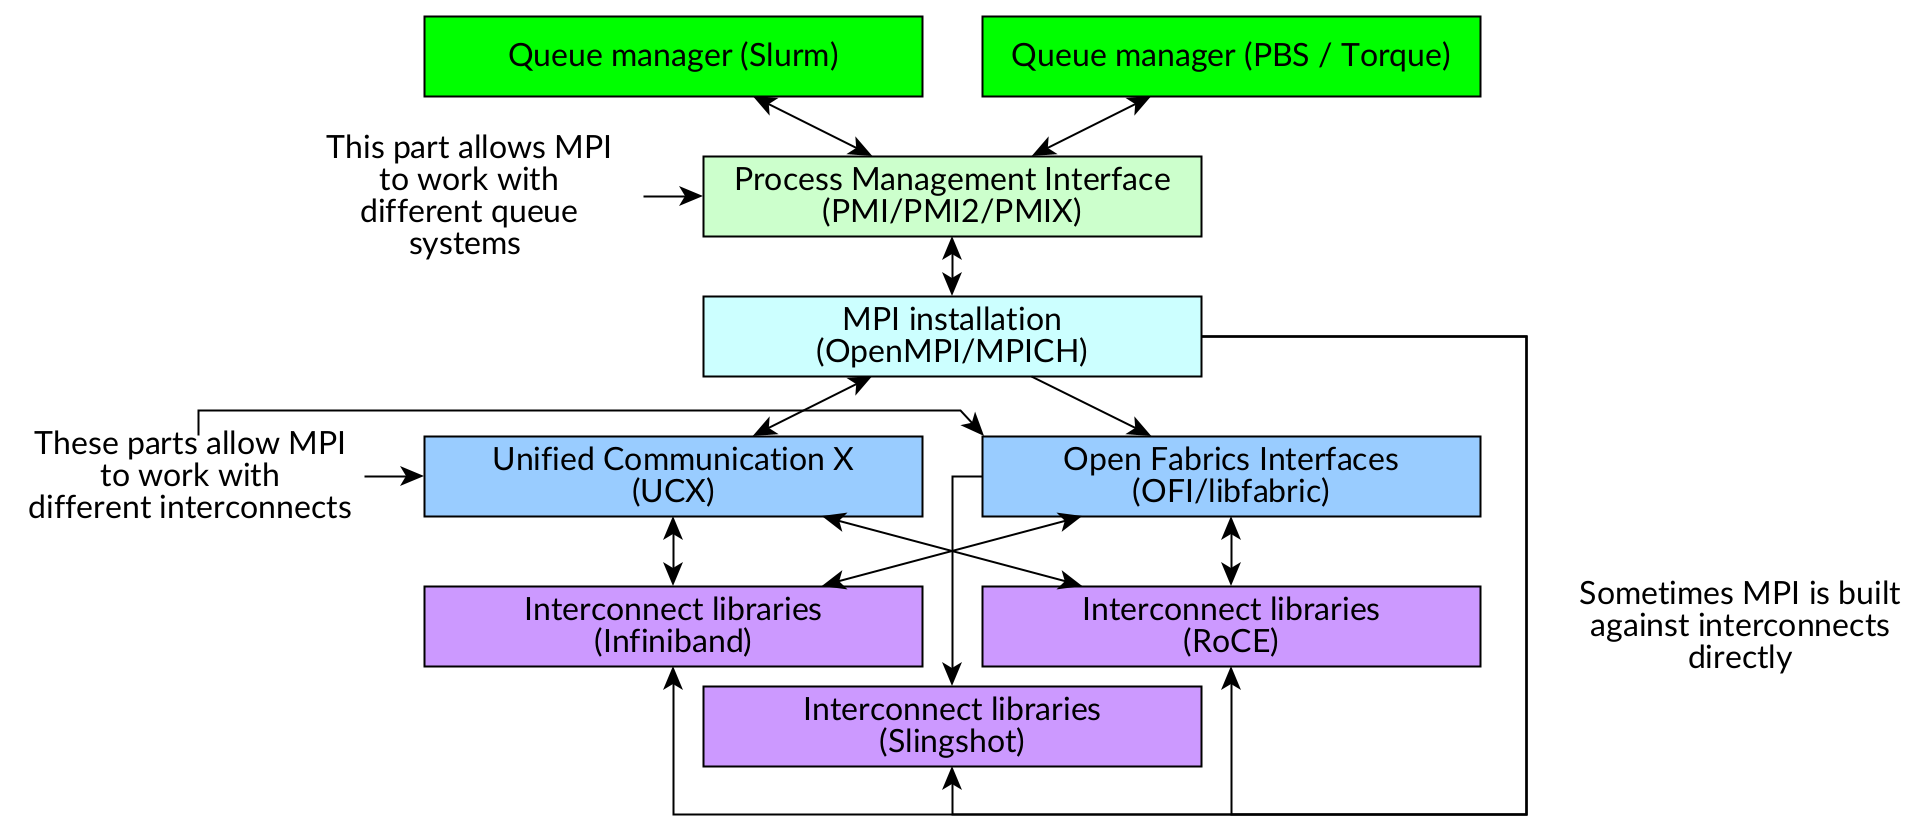 Queue manager (Slurm)
Queue manager (PBS / Torque)
This part allows MPI
to work with
different queue
systems
Process Management Interface
(PMI/PMI2/PMIX)
MPI installation
(OpenMPI/MPICH)
These parts allow MPI
to work with
different interconnects
Unified Communication X
(UCX)
Open Fabrics Interfaces
(OFI/libfabric)
Interconnect libraries
(Infiniband)
Interconnect libraries
(RoCE)
Sometimes MPI is built
against interconnects
directly
Interconnect libraries
(Slingshot)